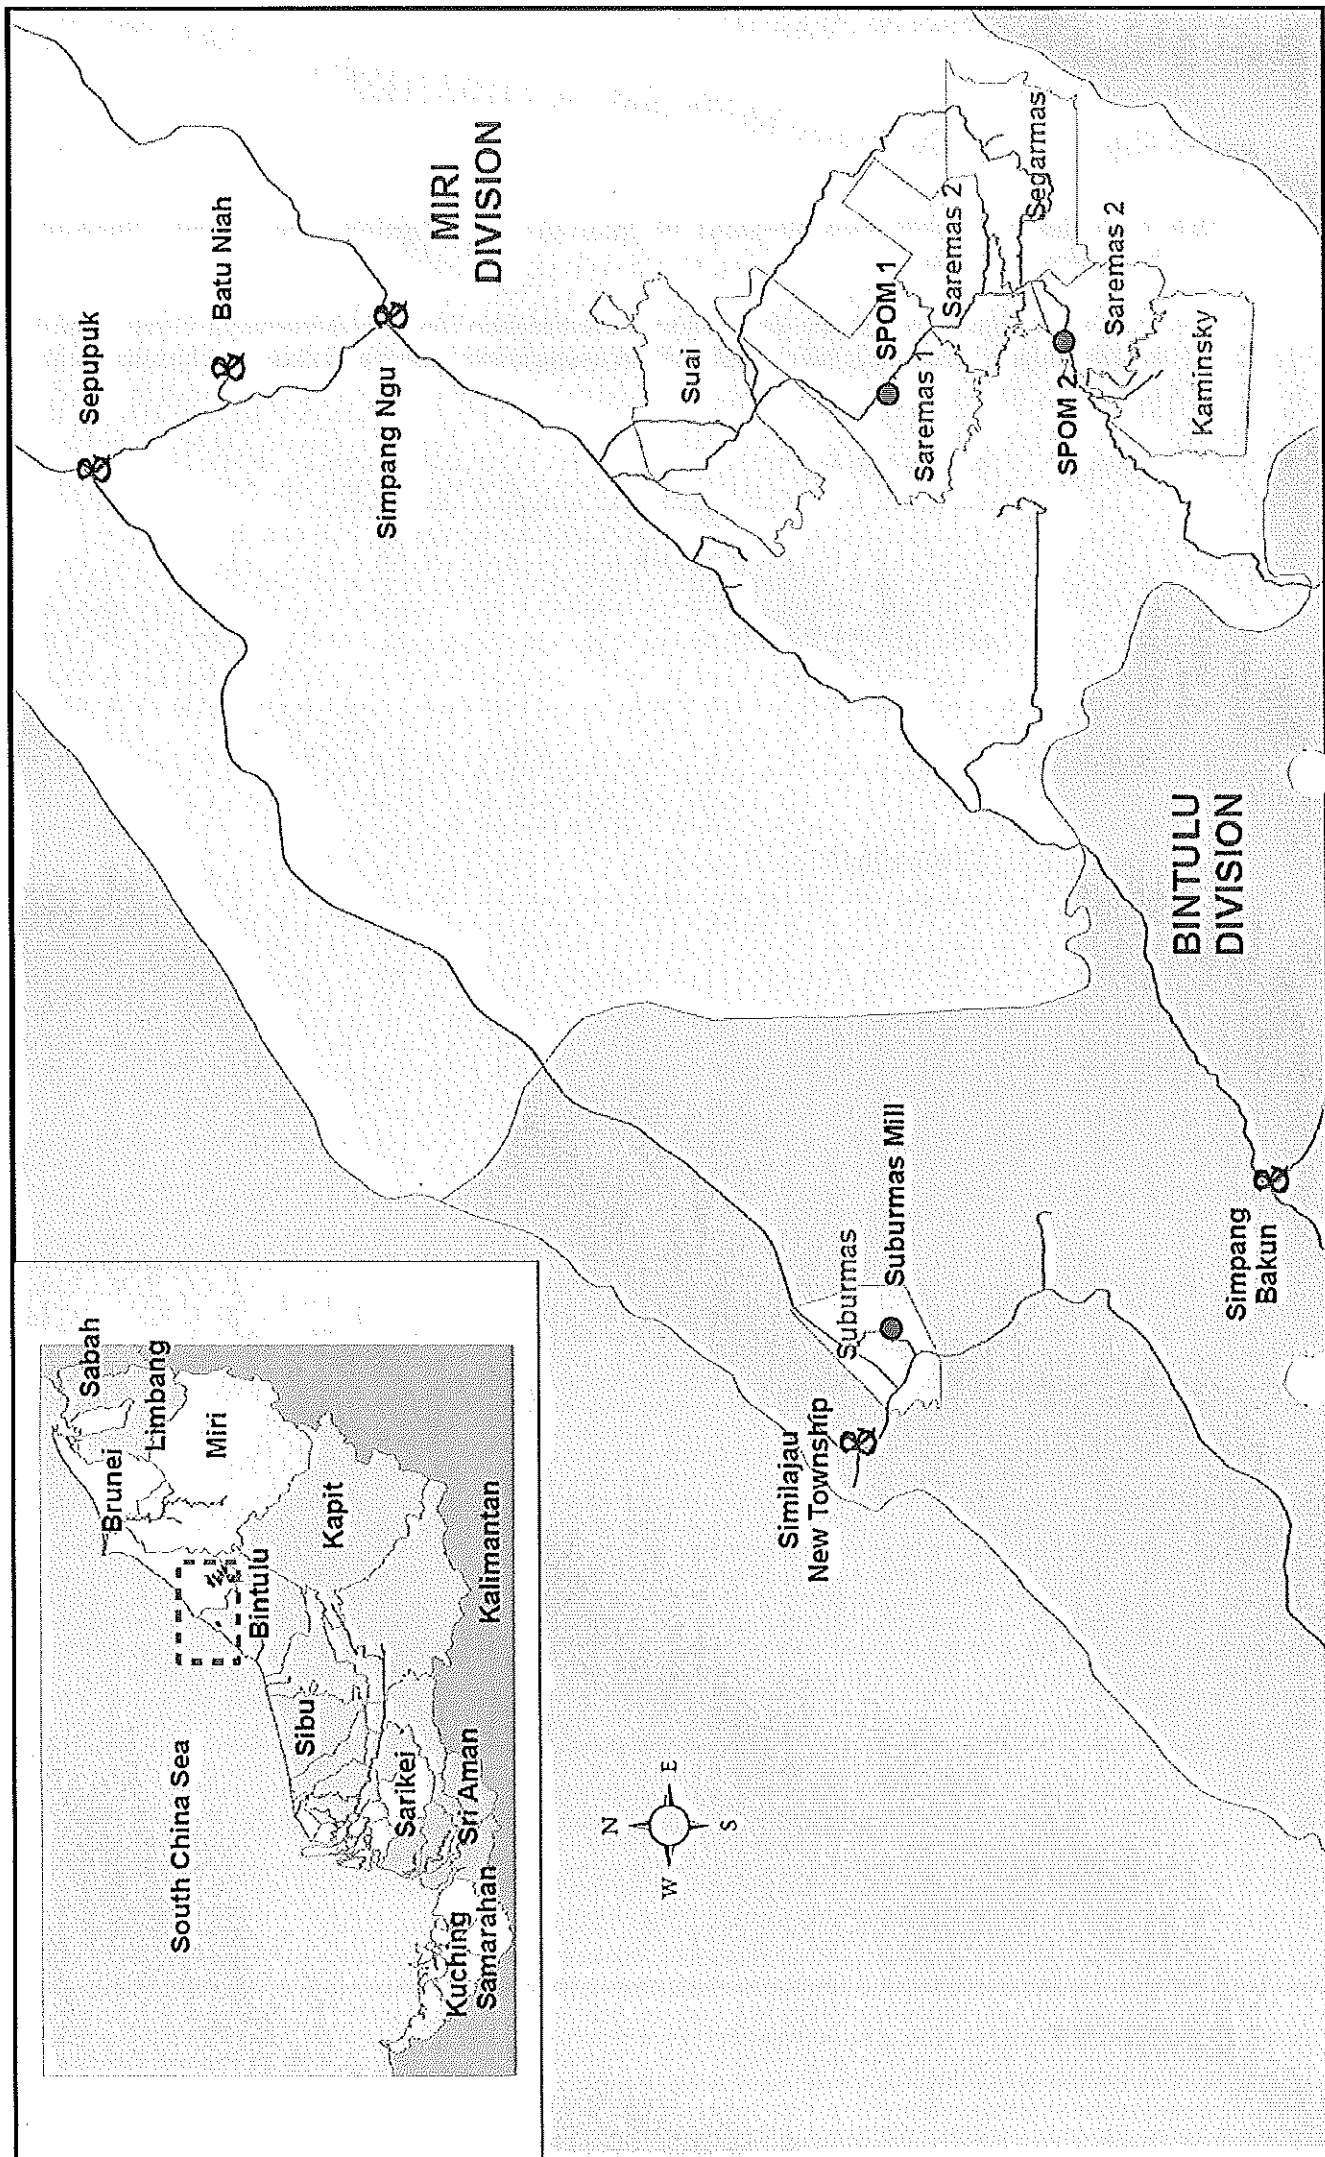 South China Sea
Brunei
Sabah
Limbang
Miri
Bintulu
Kapit
Sibu
Sarikei
Sri Aman
Kalimantan
Kuching
Samarahan
Sepupuk
Batu Niah
Simpang Ngu
MIRI
DIVISION
N
W
E
S
Suai
Similajau
New Township
Suburmas
Suburmas Mill
SPOM 1
Saremas 1
Saremas 2
Segarmas
SPOM 2
Saremas 2
Kaminsky
BINTULU
DIVISION
Simpang
Bakun